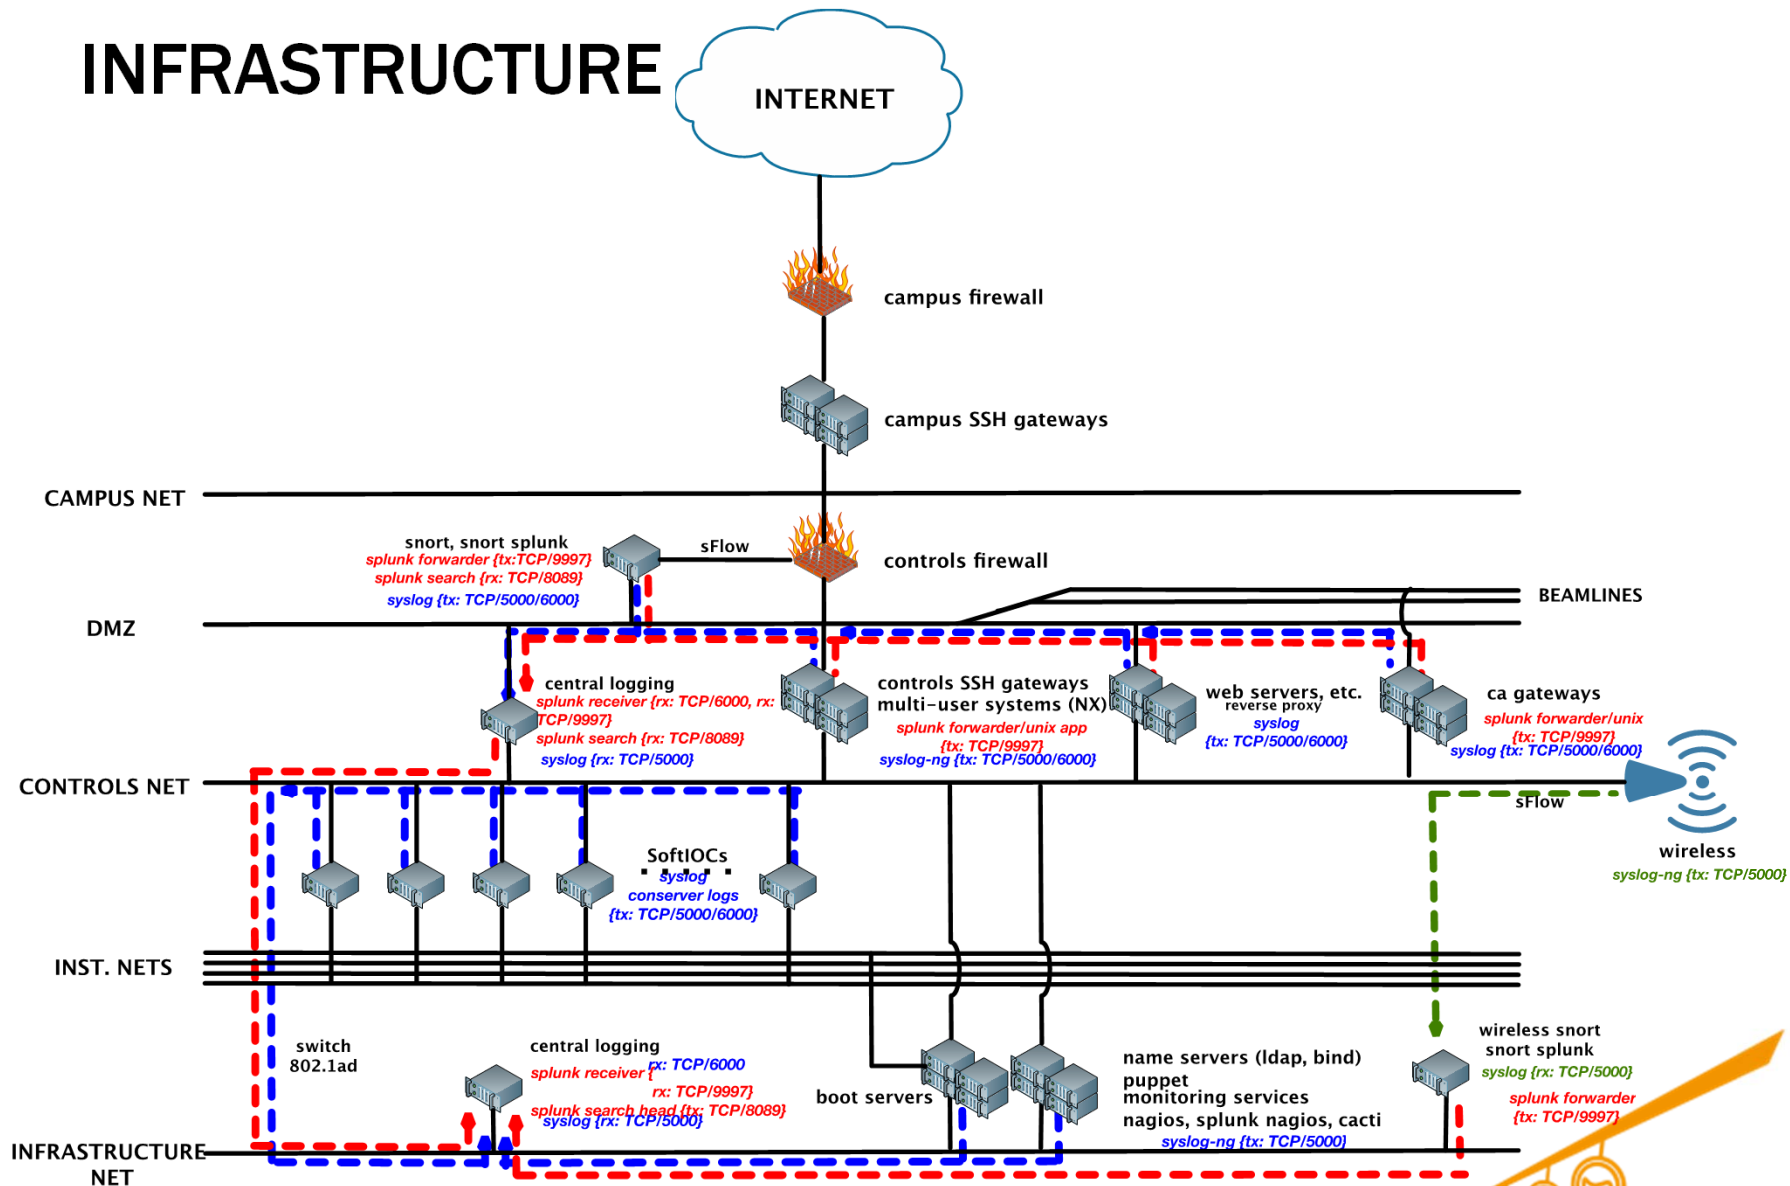 INFRASTRUCTURE
INTERNET
campus firewall
campus SSH gateways
CAMPUS NET
snort, snort splunk
splunk forwarder {tx:TCP/9997}
splunk search {rx: TCP/8089}
syslog {tx: TCP/5000/6000}
sFlow
controls firewall
BEAMLINES
DMZ
central logging
splunk receiver {rx: TCP/6000, rx:
TCP/9997}
splunk search {rx: TCP/8089}
syslog {rx: TCP/5000}
controls SSH gateways
multi-user systems (NX)
splunk forwarder/unix app
{tx: TCP/9997}
syslog-ng {tx: TCP/5000/6000}
web servers, etc.
reverse proxy
syslog
{tx: TCP/5000/6000}
ca gateways
splunk forwarder/unix
{tx: TCP/9997}
syslog {tx: TCP/5000/6000}
CONTROLS NET
sFlow
wireless
syslog-ng {tx: TCP/5000}
SoftIOCs
syslog
conserver logs
{tx: TCP/5000/6000}
INST. NETS
switch
802.1ad
central logging
rx: TCP/6000
splunk receiver {
rx: TCP/9997}
splunk search head {tx: TCP/8089}
syslog {rx: TCP/5000}
boot servers
name servers (ldap, bind)
puppet
monitoring services
nagios, splunk nagios, cacti
syslog-ng {tx: TCP/5000}
wireless snort
snort splunk
syslog {rx: TCP/5000}
splunk forwarder
{tx: TCP/9997}
INFRASTRUCTURE
NET